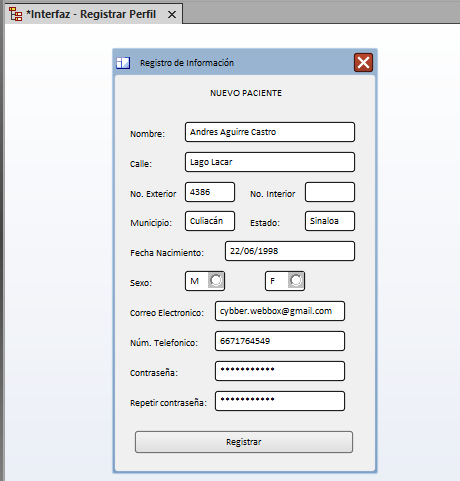 *Interfaz - Registrar Perfil
Registro de Información
NUEVO PACIENTE
Nombre: Andres Aguirre Castro
Calle: Lago Lacar
No. Exterior 4386 No. Interior
Municipio: Culiacán Estado: Sinaloa
Fecha Nacimiento: 22/06/1998
Sexo: M F
Correo Electronico: cybber.webbox@gmail.com
Núm. Telefonico: 6671764549
Contraseña: ***********
Repetir contraseña: ***********
Registrar